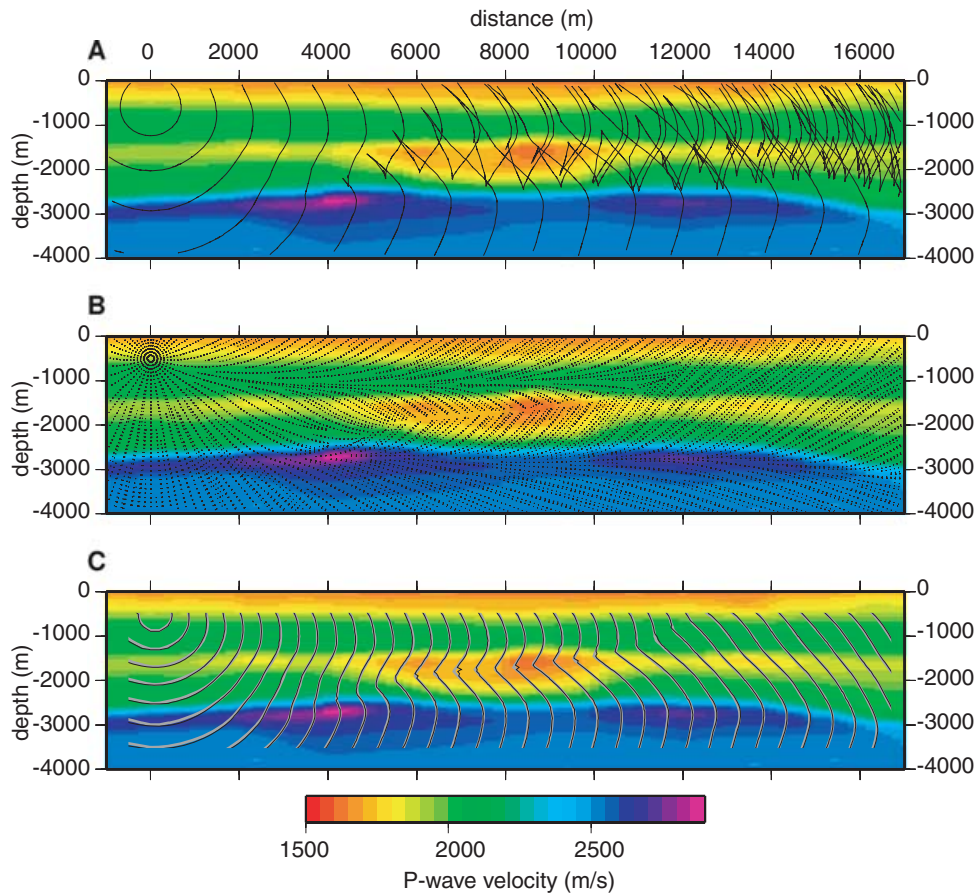 distance (m)
A
0 2000 4000 6000 8000 10000 12000 14000 16000
0 0
-1000 -1000
-2000 -2000
-3000 -3000
-4000 -4000
depth (m)
B
0 0
-1000 -1000
-2000 -2000
-3000 -3000
-4000 -4000
depth (m)
C
0 0
-1000 -1000
-2000 -2000
-3000 -3000
-4000 -4000
depth (m)
1500 2000 2500
P-wave velocity (m/s)